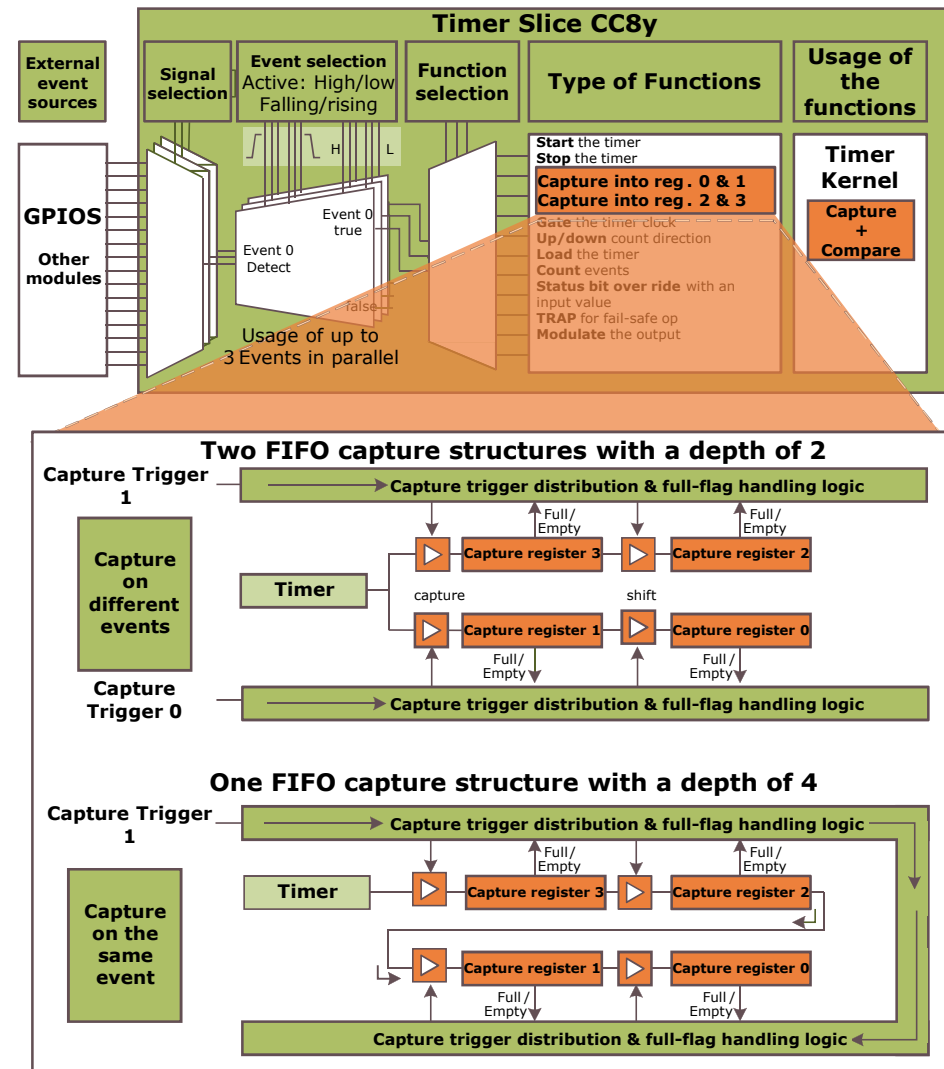 Timer Slice CC8y
External
event
sources
Signal
selection
Event selection
Active: High/low
Falling/rising
Function
selection
Type of Functions
Usage of
the
functions
H
L
GPIOS
Other
modules
Event 0
Detect
Event 0
true
false
Usage of up to
3 Events in parallel
Start the timer
Stop the timer
Capture into reg. 0 & 1
Capture into reg. 2 & 3
Gate the timer clock
Up/down count direction
Load the timer
Count events
Status bit over ride with an
input value
TRAP for fail-safe op
Modulate the output
Timer
Kernel
Capture
+
Compare
Two FIFO capture structures with a depth of 2
Capture Trigger
1
Capture trigger distribution & full-flag handling logic
Full/
Empty
Full/
Empty
Capture register 3
Capture register 2
Capture
on
different
events
Timer
capture
shift
Capture register 1
Capture register 0
Full/
Empty
Full/
Empty
Capture
Trigger 0
Capture trigger distribution & full-flag handling logic
One FIFO capture structure with a depth of 4
Capture Trigger
1
Capture trigger distribution & full-flag handling logic
Full/
Empty
Full/
Empty
Timer
Capture register 3
Capture register 2
Capture
on the
same
event
Capture register 1
Capture register 0
Full/
Empty
Full/
Empty
Capture trigger distribution & full-flag handling logic